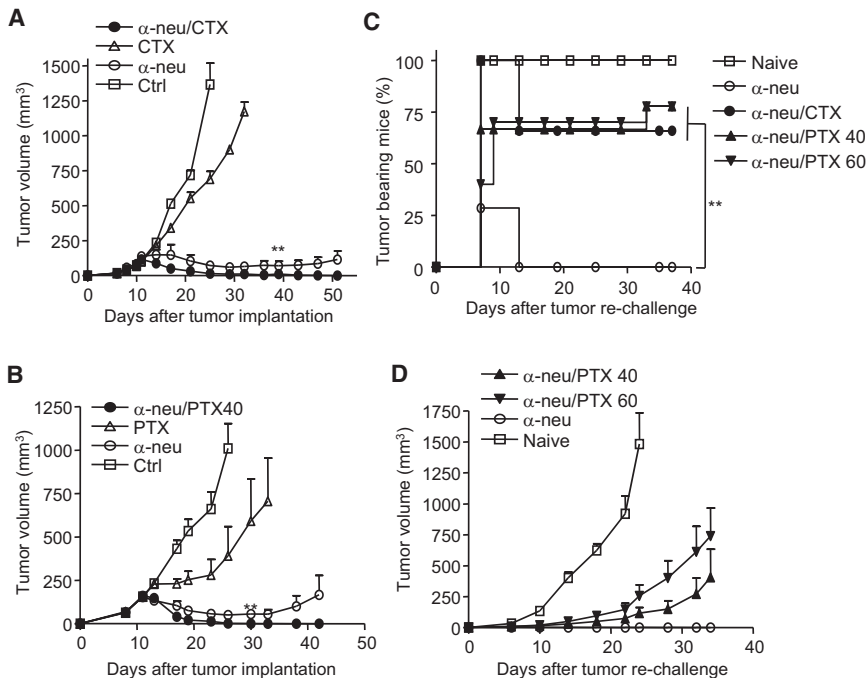 A
α-neu/CTX
CTX
α-neu
Ctrl
Tumor volume (mm³)
1500
1250
1000
750
500
250
0
**
0 10 20 30 40 50
Days after tumor implantation
C
Tumor bearing mice (%)
100
75
50
25
0
Naive
α-neu
α-neu/CTX
α-neu/PTX 40
α-neu/PTX 60
**
0 10 20 30 40
Days after tumor re-challenge
B
α-neu/PTX40
PTX
α-neu
Ctrl
Tumor volume (mm³)
1250
1000
750
500
250
0
**
0 10 20 30 40 50
Days after tumor implantation
D
α-neu/PTX 40
α-neu/PTX 60
α-neu
Naive
Tumor volume (mm³)
1750
1500
1250
1000
750
500
250
0
0 10 20 30 40
Days after tumor re-challenge